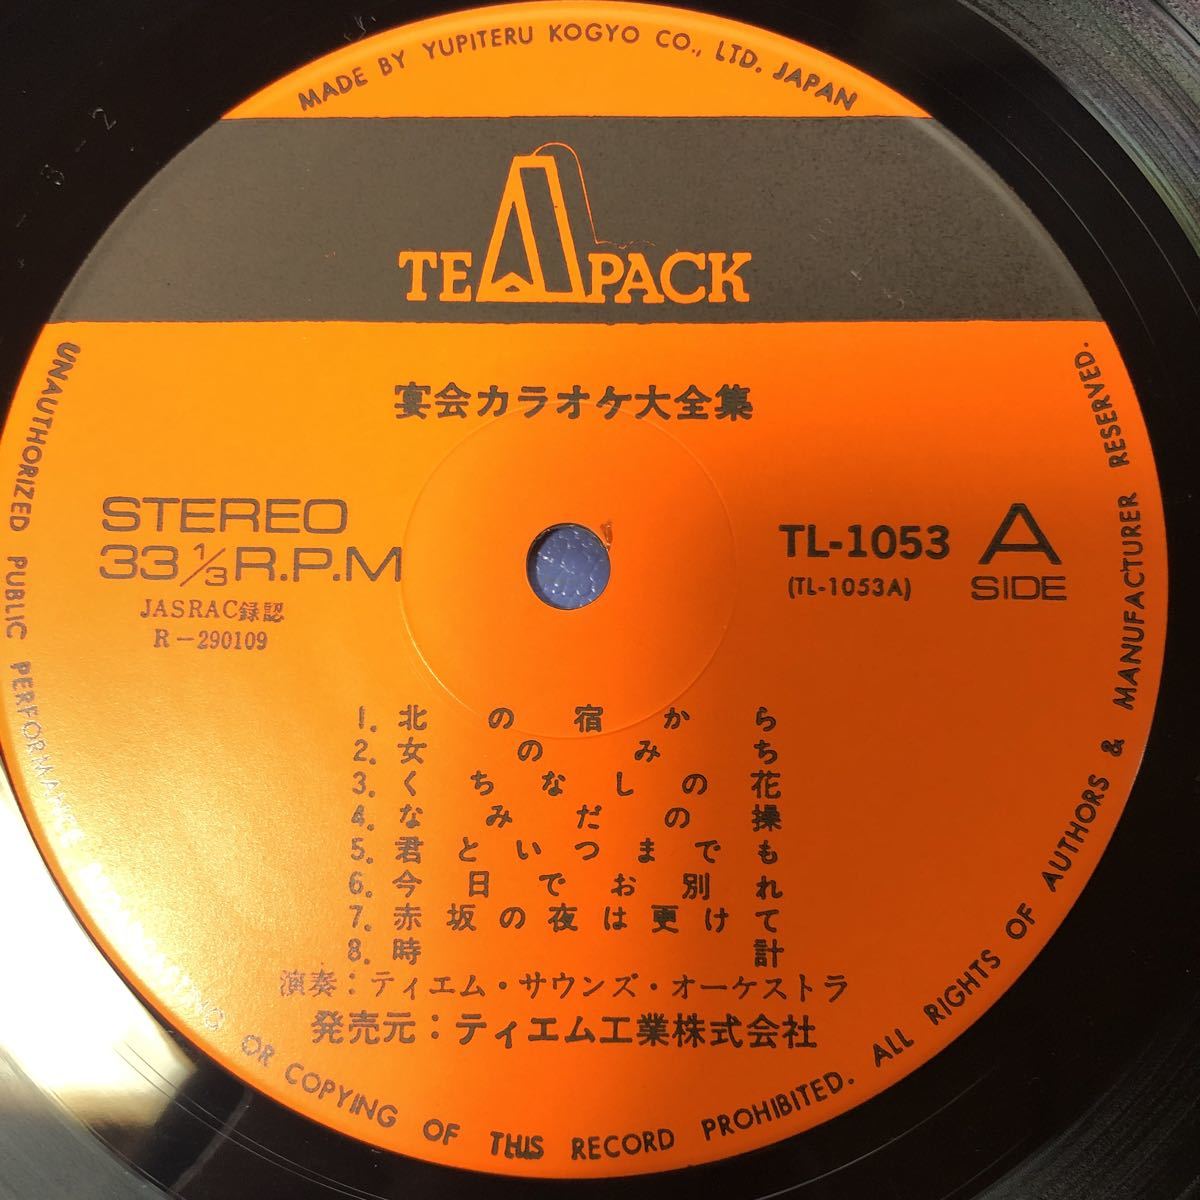 MADE BY YUPITERU KOGYO CO., LTD. JAPAN
TEMPACK
宴会カラオケ大全集
STEREO
33 1/3 R.P.M
JASRAC録認
R-290109
TL-1053
(TL-1053A)
A
SIDE
1. 北の宿から
2. 女のみち
3. くちなしの花
4. なみだの操
5. 君といつまでも
6. 今日でお別れ
7. 赤坂の夜は更けて
8. 時計
演奏：ティエム・サウンズ・オーケストラ
発売元：ティエム工業株式会社
UNAUTHORIZED PUBLIC PERFORMANCE BROADCASTING OR COPYING OF THIS RECORD PROHIBITED. ALL RIGHTS OF AUTHORS & MANUFACTURER RESERVED.